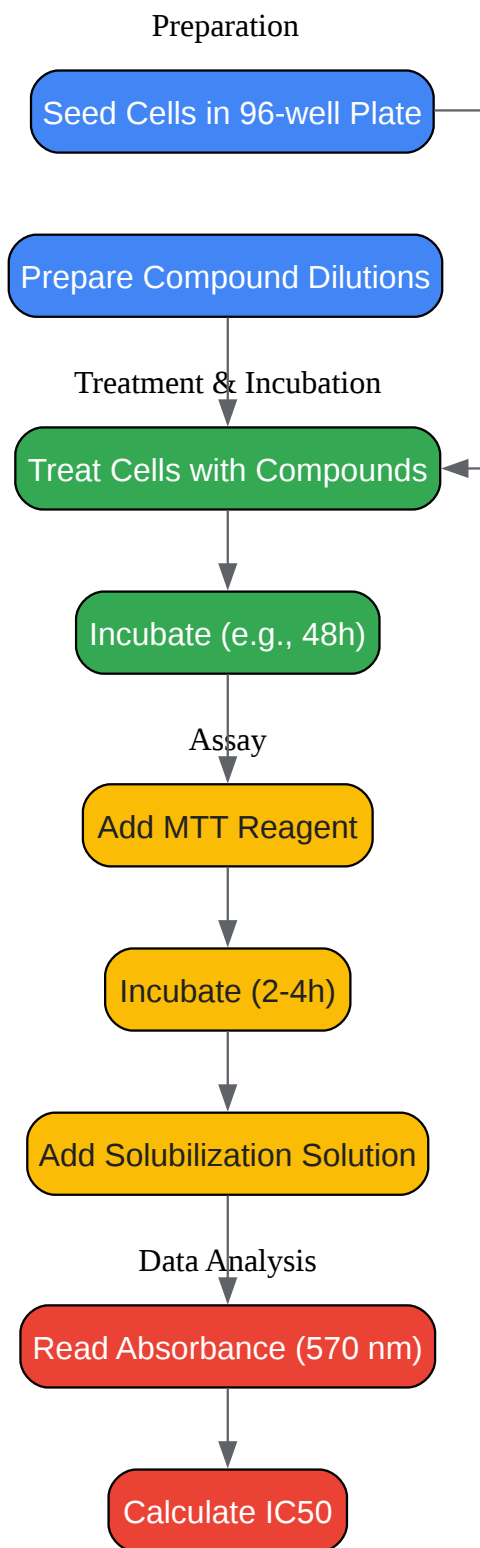 Preparation
Seed Cells in 96-well Plate
Prepare Compound Dilutions
Treatment & Incubation
Treat Cells with Compounds
Incubate (e.g., 48h)
Assay
Add MTT Reagent
Incubate (2-4h)
Add Solubilization Solution
Data Analysis
Read Absorbance (570 nm)
Calculate IC50